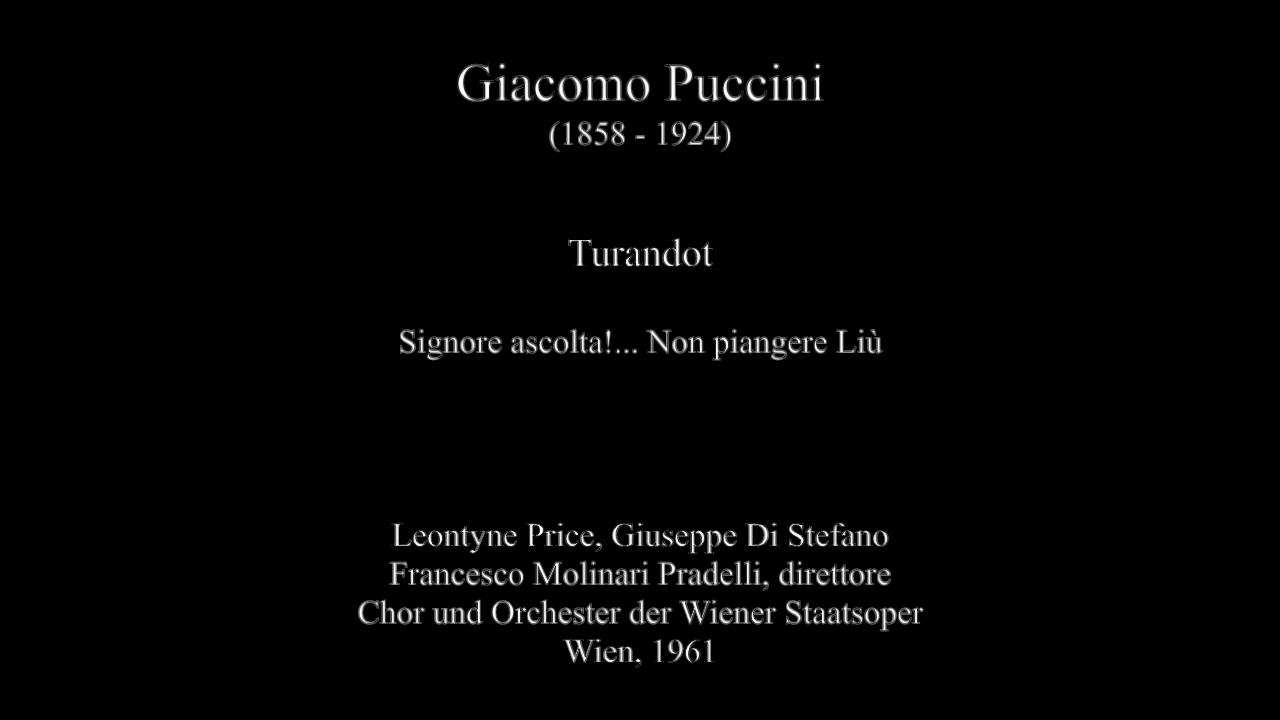 Giacomo Puccini
(1858 - 1924)
Turandot
Signore ascolta!... Non piangere Liù
Leontyne Price, Giuseppe Di Stefano
Francesco Molinari Pradelli, direttore
Chor und Orchester der Wiener Staatsoper
Wien, 1961